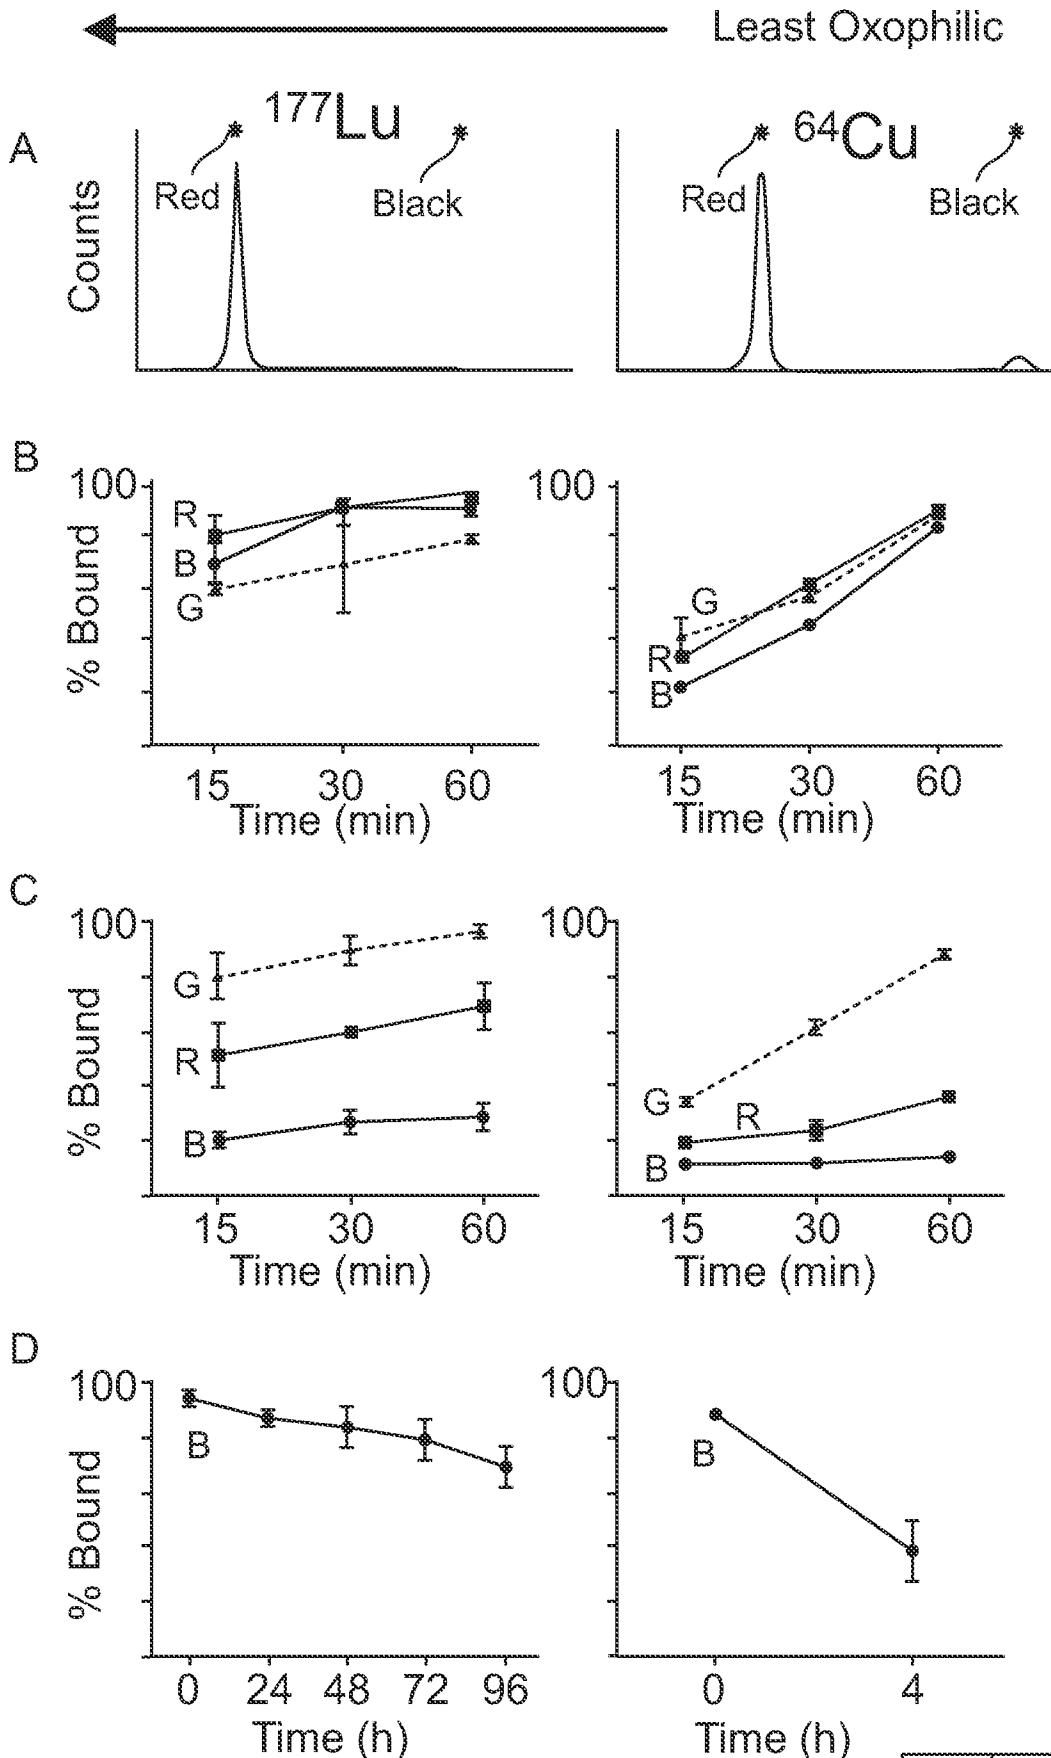 Least Oxophilic
A
177Lu
64Cu
*
*
*
*
Red
Black
Red
Black
Counts
B
100
100
% Bound
R
B
G
G
R
B
15 30 60
15 30 60
Time (min)
Time (min)
C
100
100
% Bound
G
R
B
G
R
B
15 30 60
15 30 60
Time (min)
Time (min)
D
100
100
% Bound
B
B
0 24 48 72 96
0 4
Time (h)
Time (h)